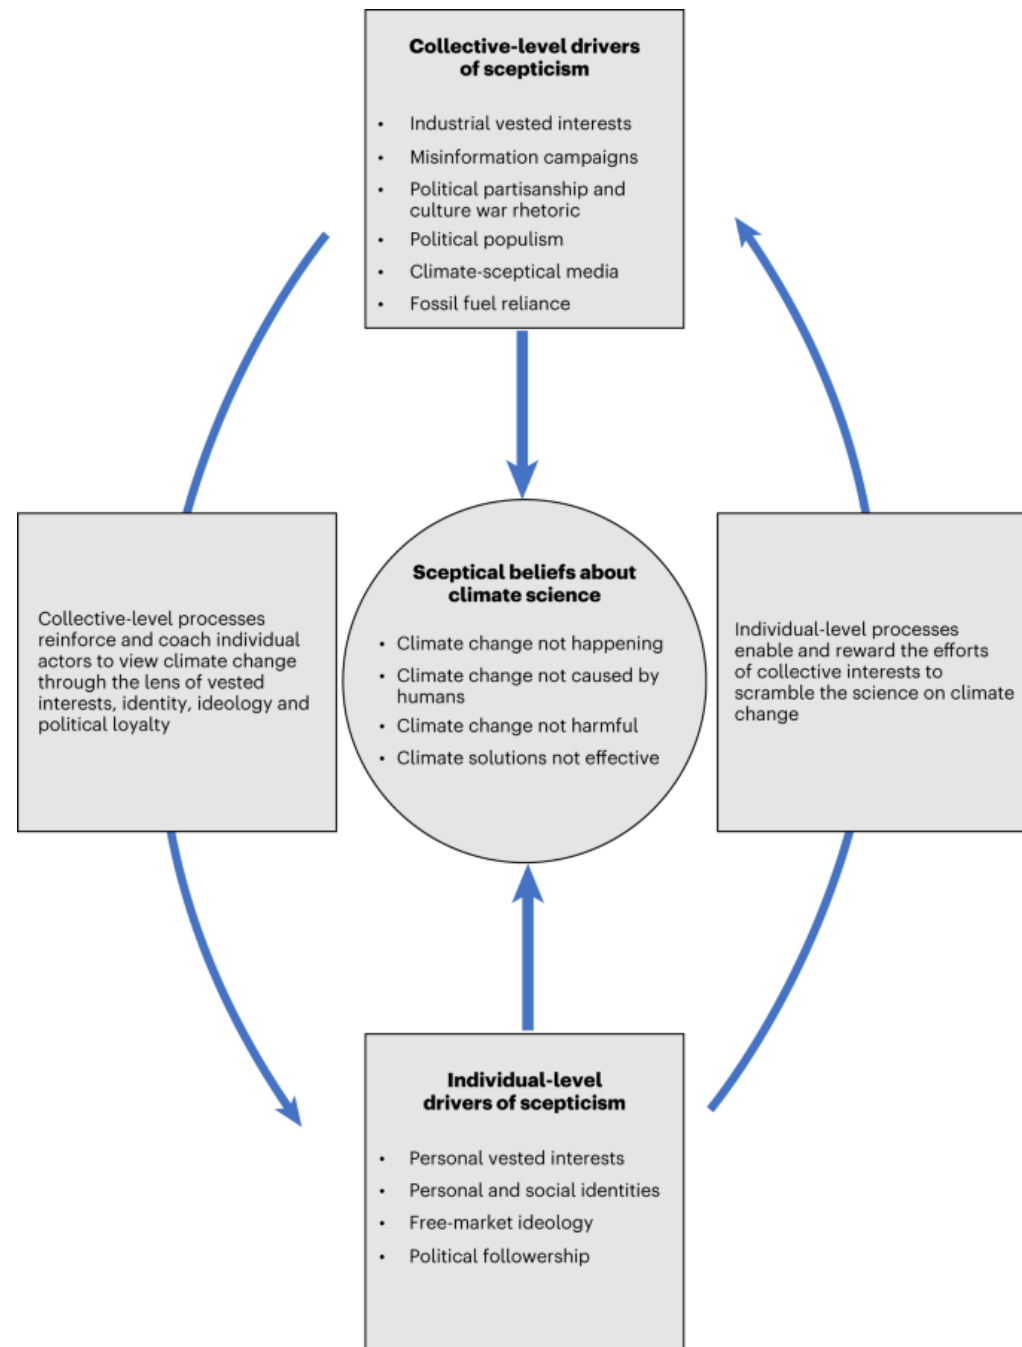 Collective-level drivers
of scepticism
• Industrial vested interests
• Misinformation campaigns
• Political partisanship and
culture war rhetoric
• Political populism
• Climate-sceptical media
• Fossil fuel reliance
Collective-level processes
reinforce and coach individual
actors to view climate change
through the lens of vested
interests, identity, ideology and
political loyalty
Sceptical beliefs about
climate science
• Climate change not happening
• Climate change not caused by
humans
• Climate change not harmful
• Climate solutions not effective
Individual-level processes
enable and reward the efforts
of collective interests to
scramble the science on climate
change
Individual-level
drivers of scepticism
• Personal vested interests
• Personal and social identities
• Free-market ideology
• Political followership